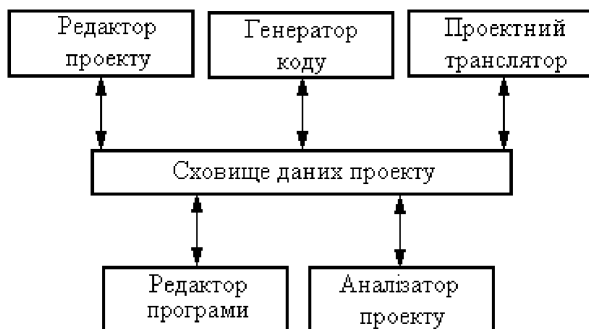 Редактор
проекту
Генератор
коду
Проектний
транслятор
Сховище даних проекту
Редактор
програми
Аналізатор
проекту